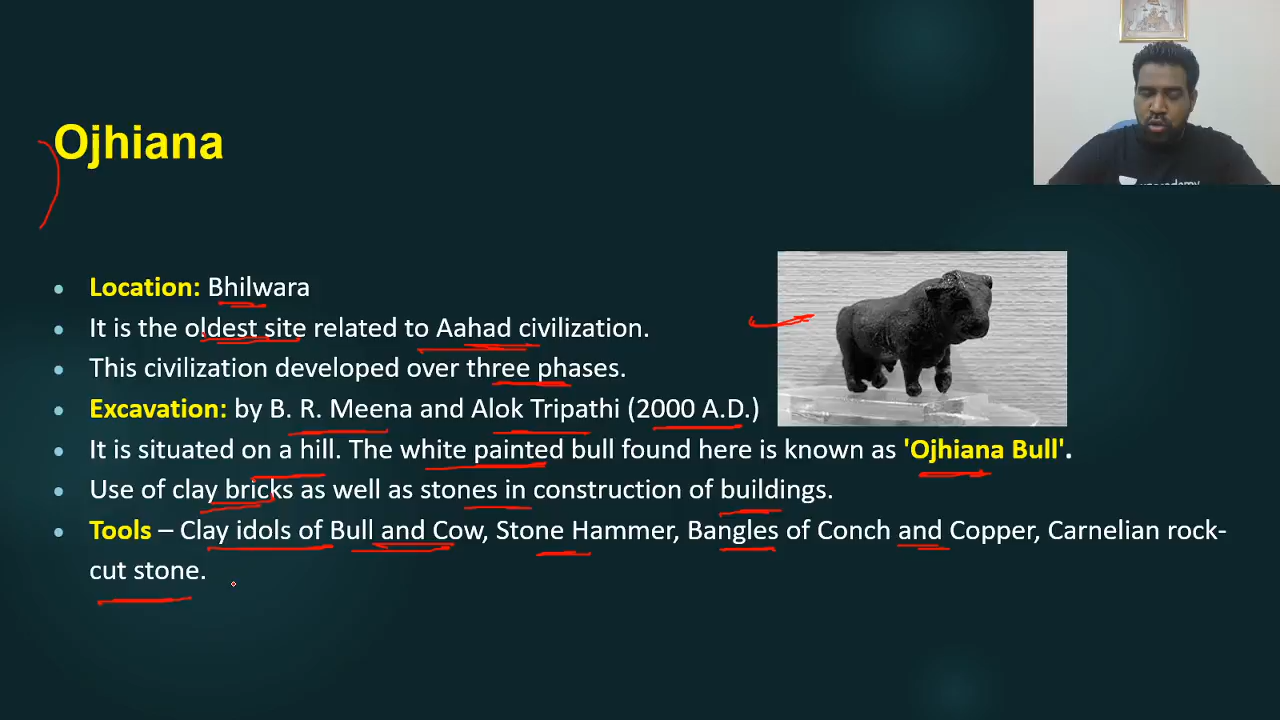 Ojhiana
Location: Bhilwara
It is the oldest site related to Aahad civilization.
This civilization developed over three phases.
Excavation: by B. R. Meena and Alok Tripathi (2000 A.D.)
It is situated on a hill. The white painted bull found here is known as 'Ojhiana Bull'.
Use of clay bricks as well as stones in construction of buildings.
Tools – Clay idols of Bull and Cow, Stone Hammer, Bangles of Conch and Copper, Carnelian rock-
cut stone.